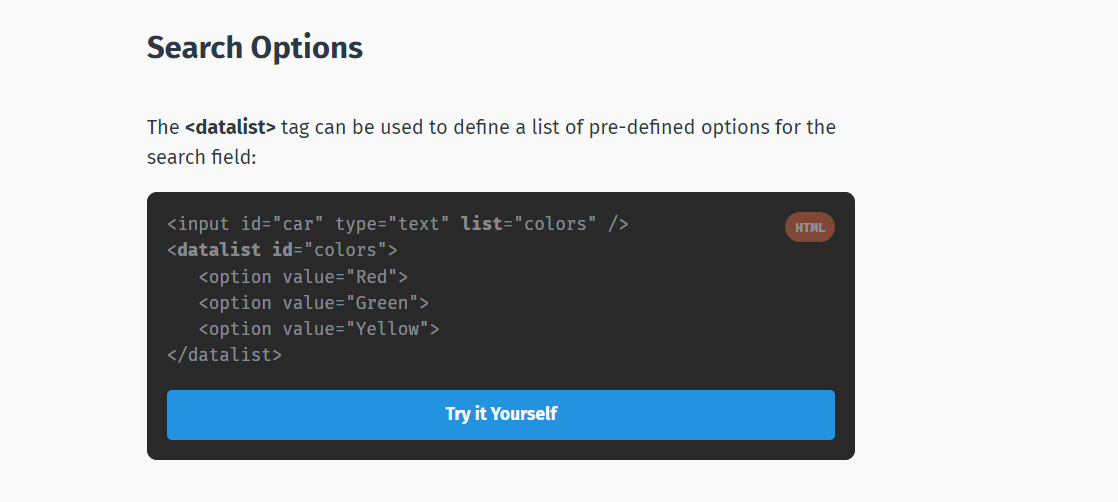 Search Options
The <datalist> tag can be used to define a list of pre-defined options for the
search field:
<input id="car" type="text" list="colors" />
HTML
<datalist id="colors">
   <option value="Red">
   <option value="Green">
   <option value="Yellow">
</datalist>
Try it Yourself